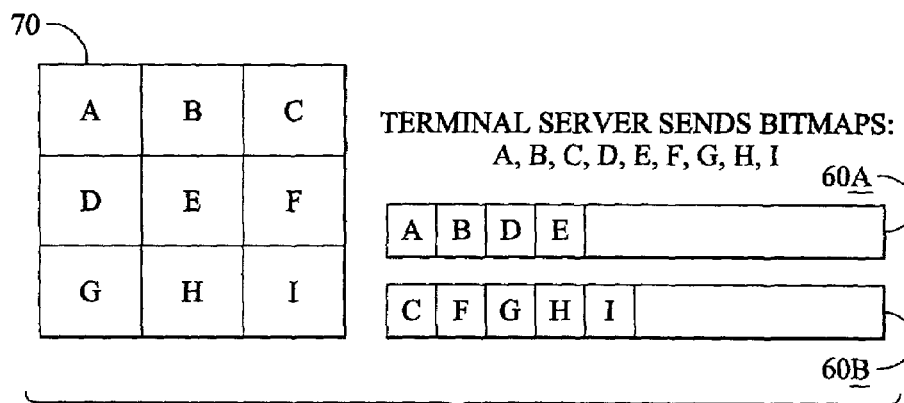 70
A B C
D E F
G H I
TERMINAL SERVER SENDS BITMAPS:
A, B, C, D, E, F, G, H, I
60A
A B D E
C F G H I
60B